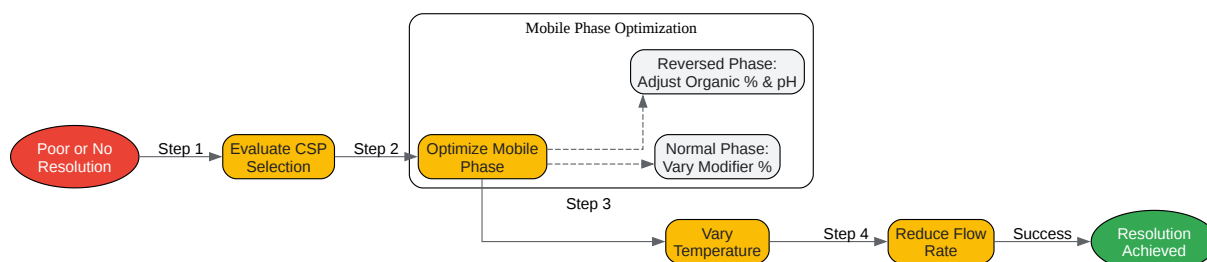 Mobile Phase Optimization
Reversed Phase:
Adjust Organic % & pH
Poor or No
Resolution
Step 1
Evaluate CSP
Selection
Step 2
Optimize Mobile
Phase
Normal Phase:
Vary Modifier %
Step 3
Vary
Temperature
Step 4
Reduce Flow
Rate
Success
Resolution
Achieved